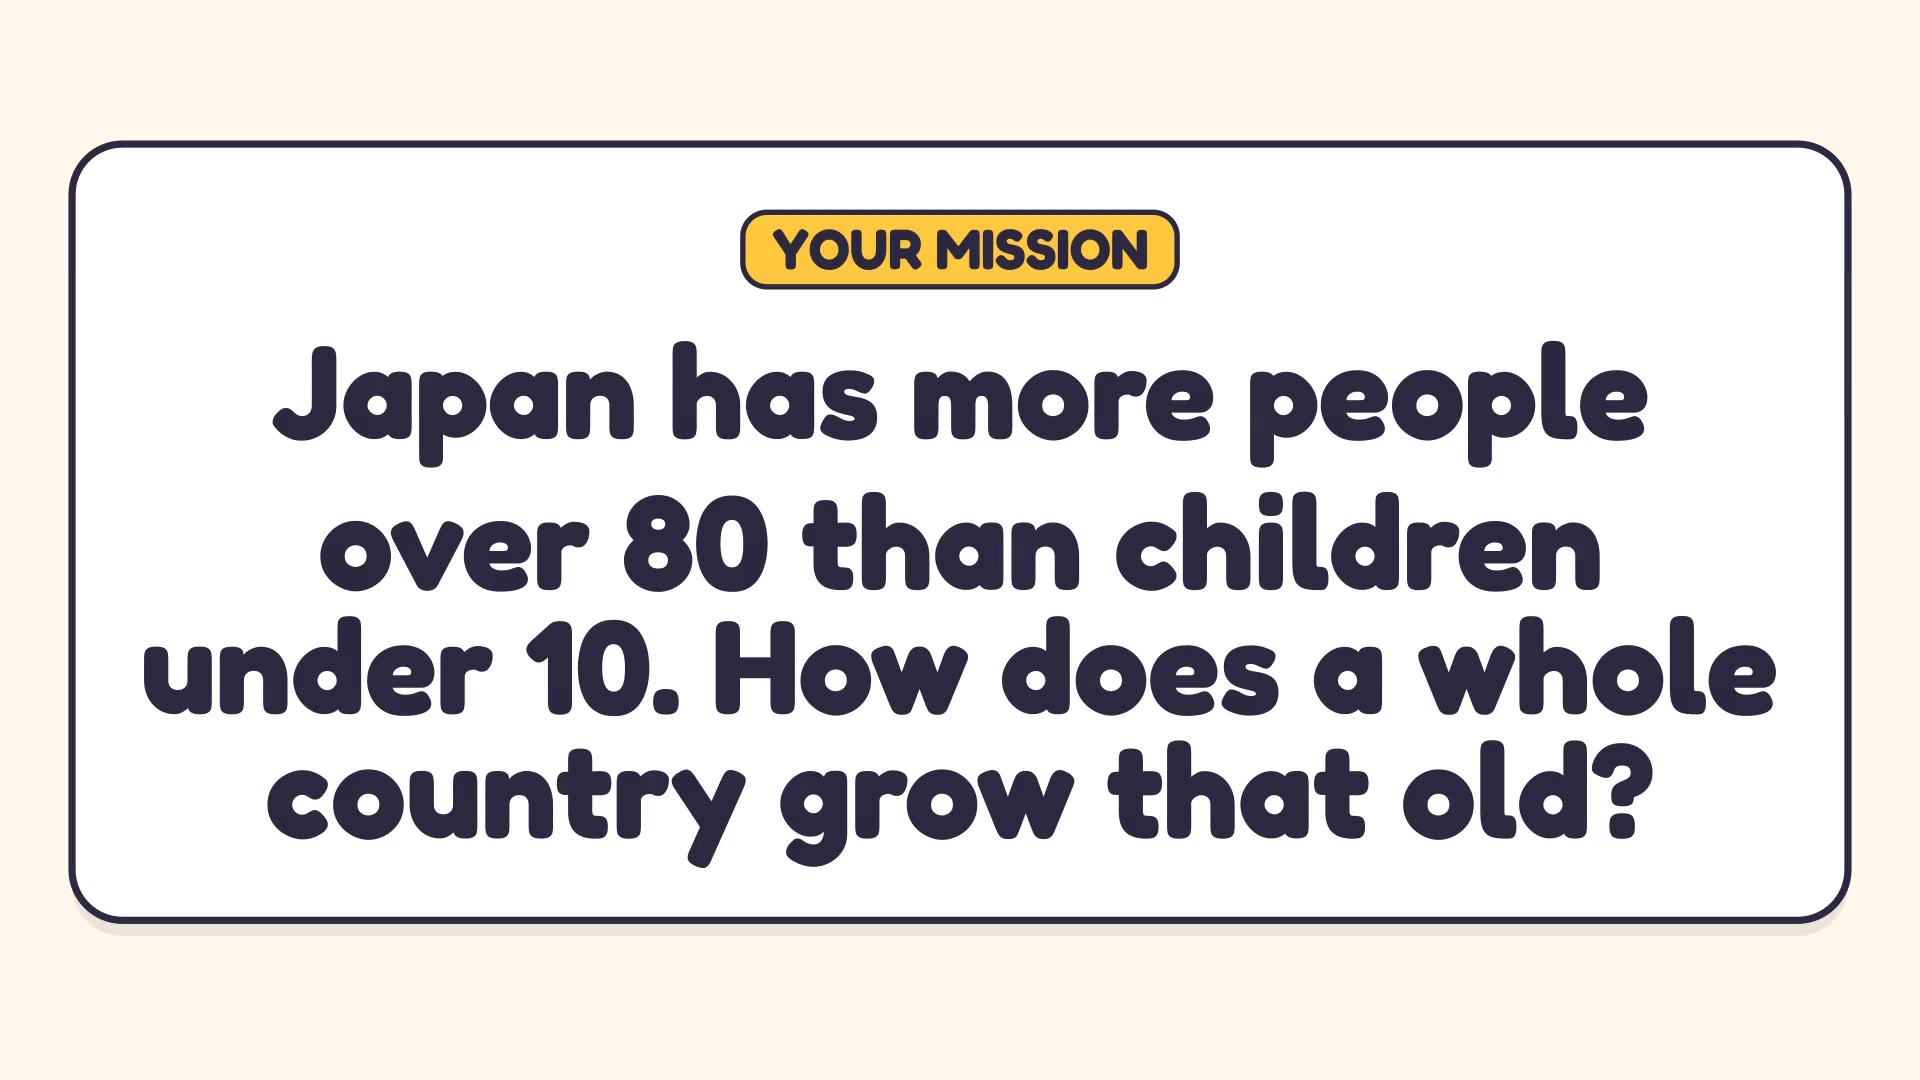 YOUR MISSION
Japan has more people
over 80 than children
under 10. How does a whole
country grow that old?